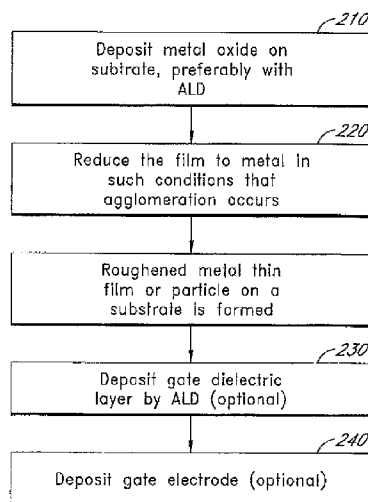 210
Deposit metal oxide on
subtrate, preferably with
ALD
220
Reduce the film to metal in
such conditions that
agglomeration occurs
Roughened metal thin
film or particle on a
substrate is formed
230
Deposit gate dielectric
layer by ALD (optional)
240
Deposit gate electrode (optional)